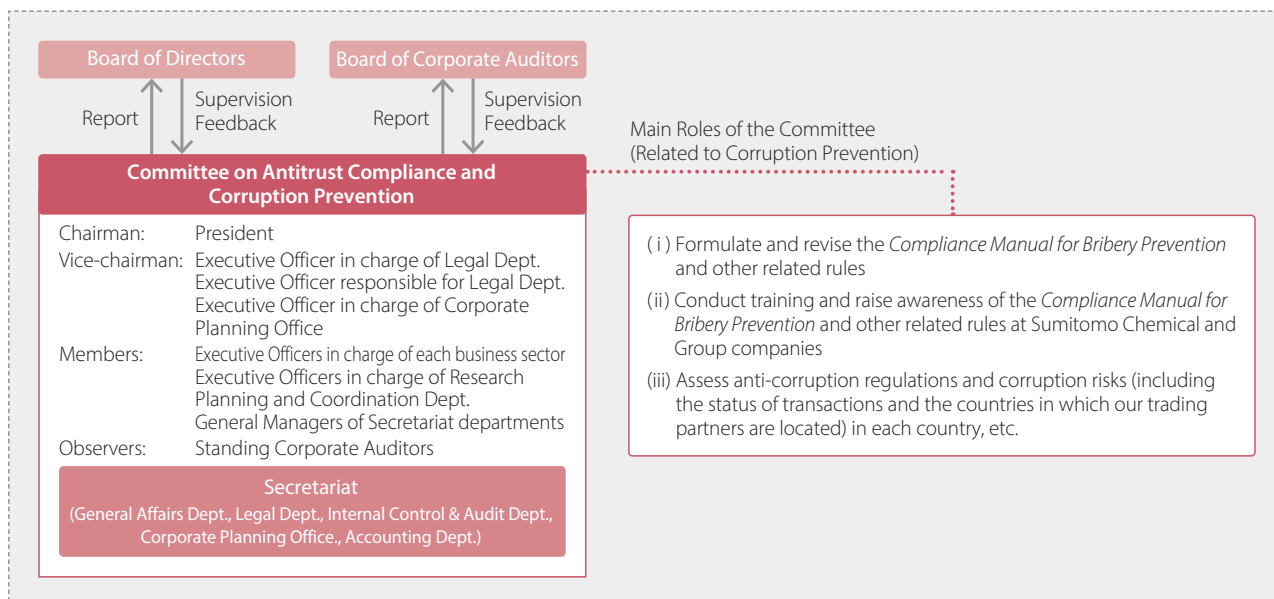 Board of Directors
Board of Corporate Auditors
Report
Supervision
Feedback
Report
Supervision
Feedback
Committee on Antitrust Compliance and
Corruption Prevention
Chairman: President
Vice-chairman: Executive Officer in charge of Legal Dept.
Executive Officer responsible for Legal Dept.
Executive Officer in charge of Corporate
Planning Office
Members: Executive Officers in charge of each business sector
Executive Officers in charge of Research
Planning and Coordination Dept.
General Managers of Secretariat departments
Observers: Standing Corporate Auditors
Secretariat
(General Affairs Dept., Legal Dept., Internal Control & Audit Dept.,
Corporate Planning Office., Accounting Dept.)
Main Roles of the Committee
(Related to Corruption Prevention)
(i) Formulate and revise the Compliance Manual for Bribery Prevention
and other related rules
(ii) Conduct training and raise awareness of the Compliance Manual for
Bribery Prevention and other related rules at Sumitomo Chemical and
Group companies
(iii) Assess anti-corruption regulations and corruption risks (including
the status of transactions and the countries in which our trading
partners are located) in each country, etc.